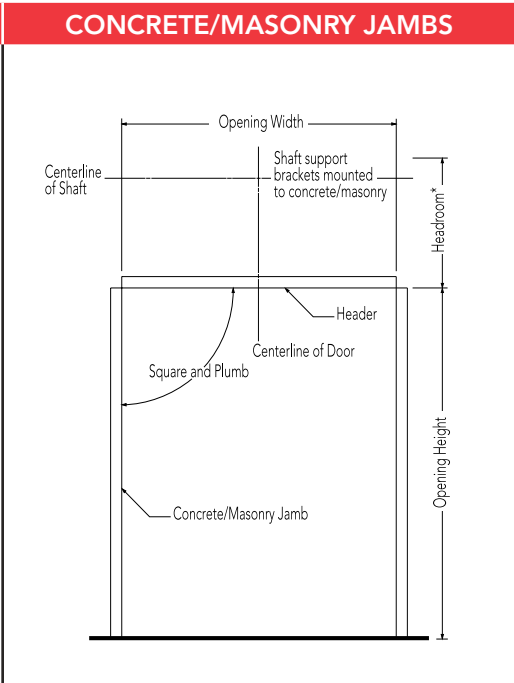 CONCRETE/MASONRY JAMBS
Opening Width
Centerline
of Shaft
Shaft support
brackets mounted
to concrete/masonry
Headroom*
Header
Centerline of Door
Square and Plumb
Opening Height
Concrete/Masonry Jamb